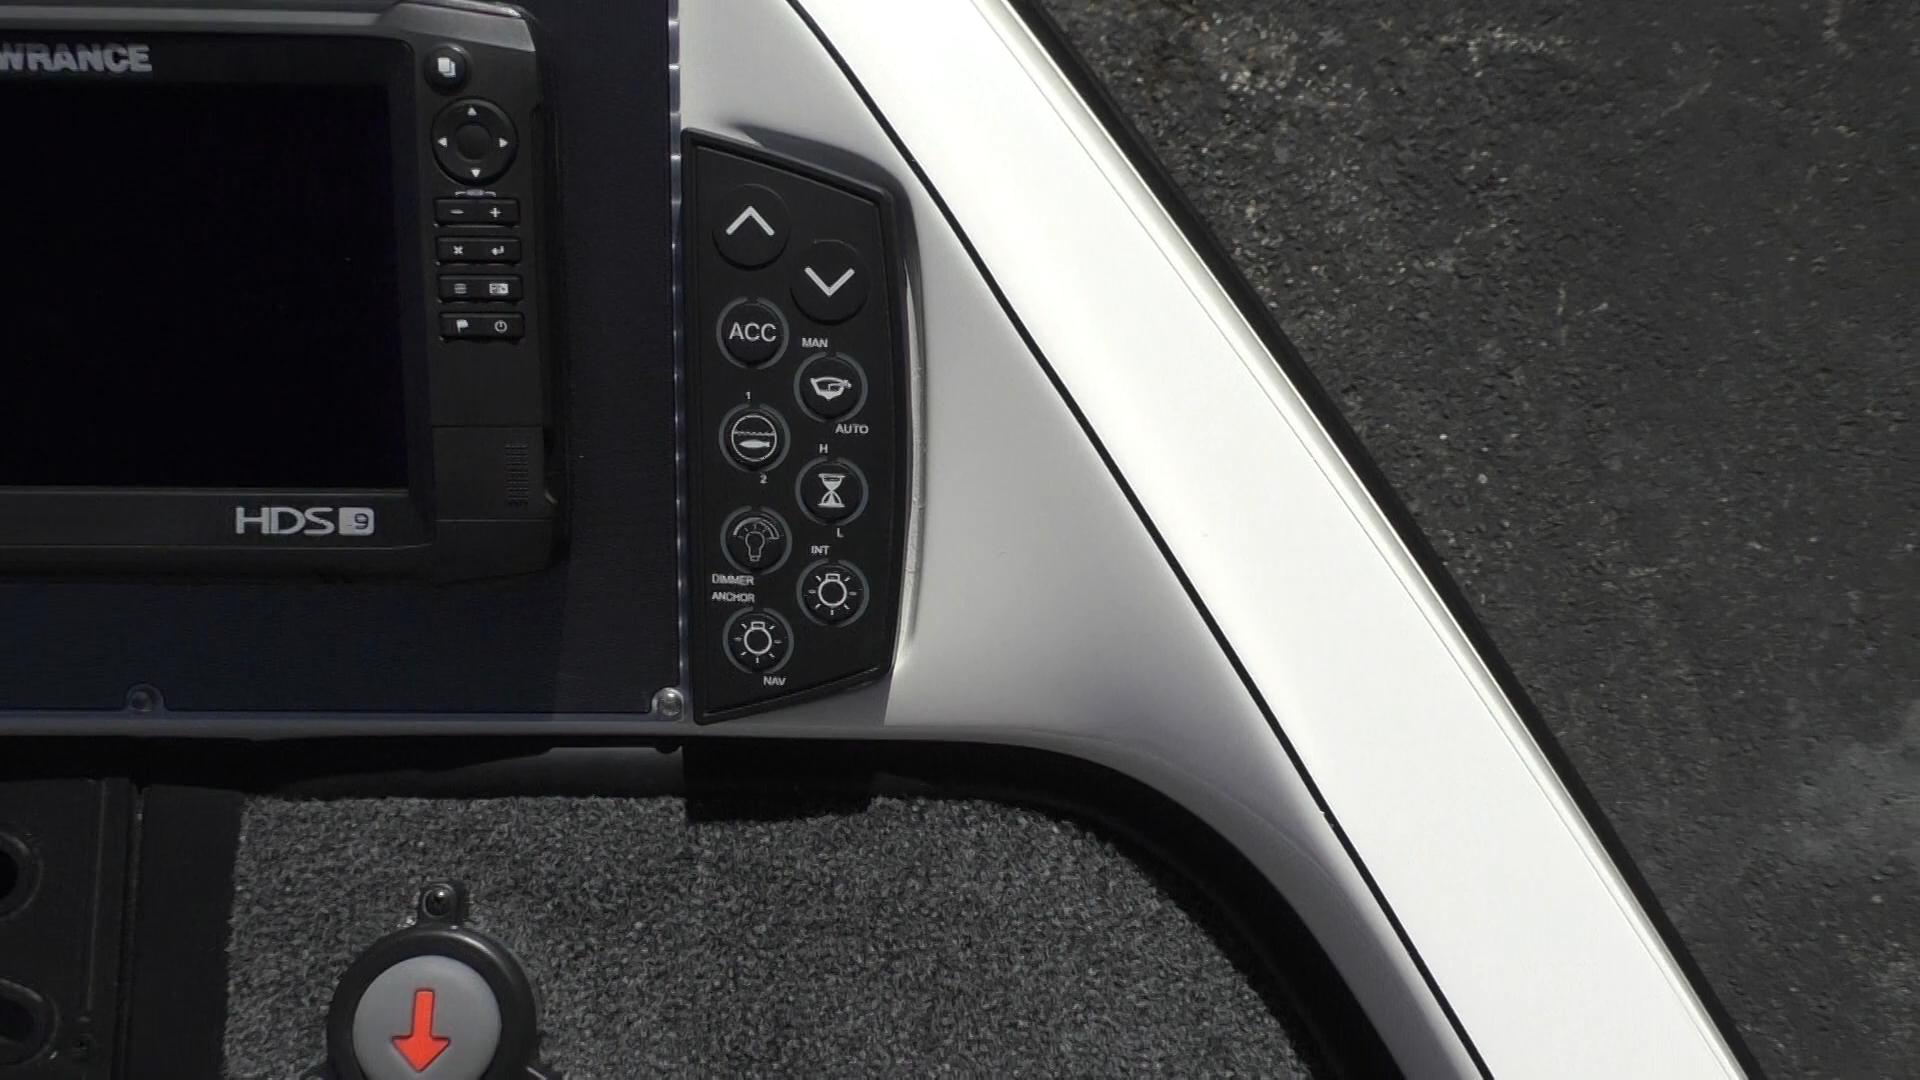 WRANCE
HDS-9
ACC
MAN
AUTO
1
2
H
L
DIMMER
INT
ANCHOR
NAV